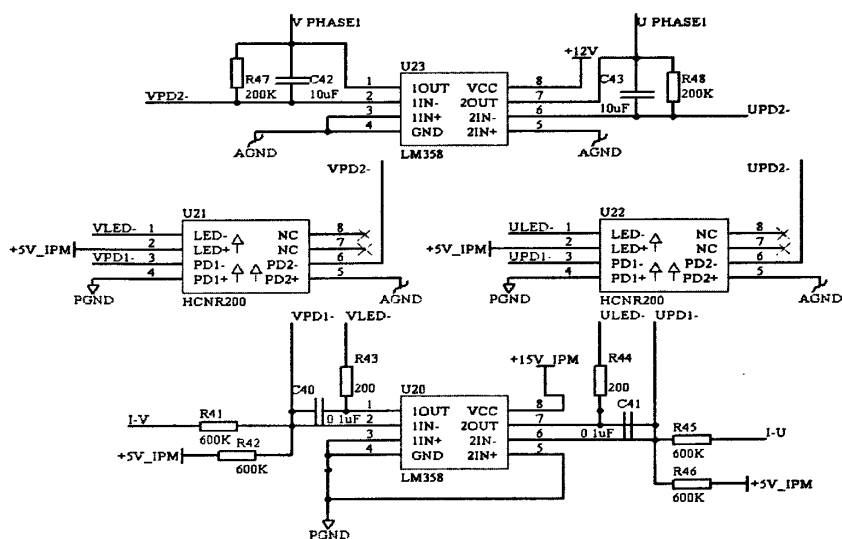 V PHASE1
U PHASE1
U23
+12V
R47
200K
C42
10uF
1 1OUT VCC 8
2 1IN- 2OUT 7
3 1IN+ 2IN- 6
4 GND 2IN+ 5
LM358
C43
10uF
R48
200K
VPD2-
UPD2-
AGND
AGND
VPD2-
UPD2-
U21
VLED- 1 LED- NC 8
+5V_IPM 2 LED+ NC 7
VPD1- 3 PD1- PD2- 6
4 PD1+ PD2+ 5
PGND
HCNR200
AGND
U22
ULED- 1 LED- NC 8
+5V_IPM 2 LED+ NC 7
UPD1- 3 PD1- PD2- 6
4 PD1+ PD2+ 5
PGND
HCNR200
AGND
VPD1- VLED-
ULED- UPD1-
R43
200
+15V_IPM
R44
200
C40
0.1uF
U20
1 1OUT VCC 8
2 1IN- 2OUT 7
3 1IN+ 2IN- 6
4 GND 2IN+ 5
LM358
C41
0.1uF
I-V
R41
600K
+5V_IPM
R42
600K
R45
600K
I-U
R46
600K
+5V_IPM
PGND